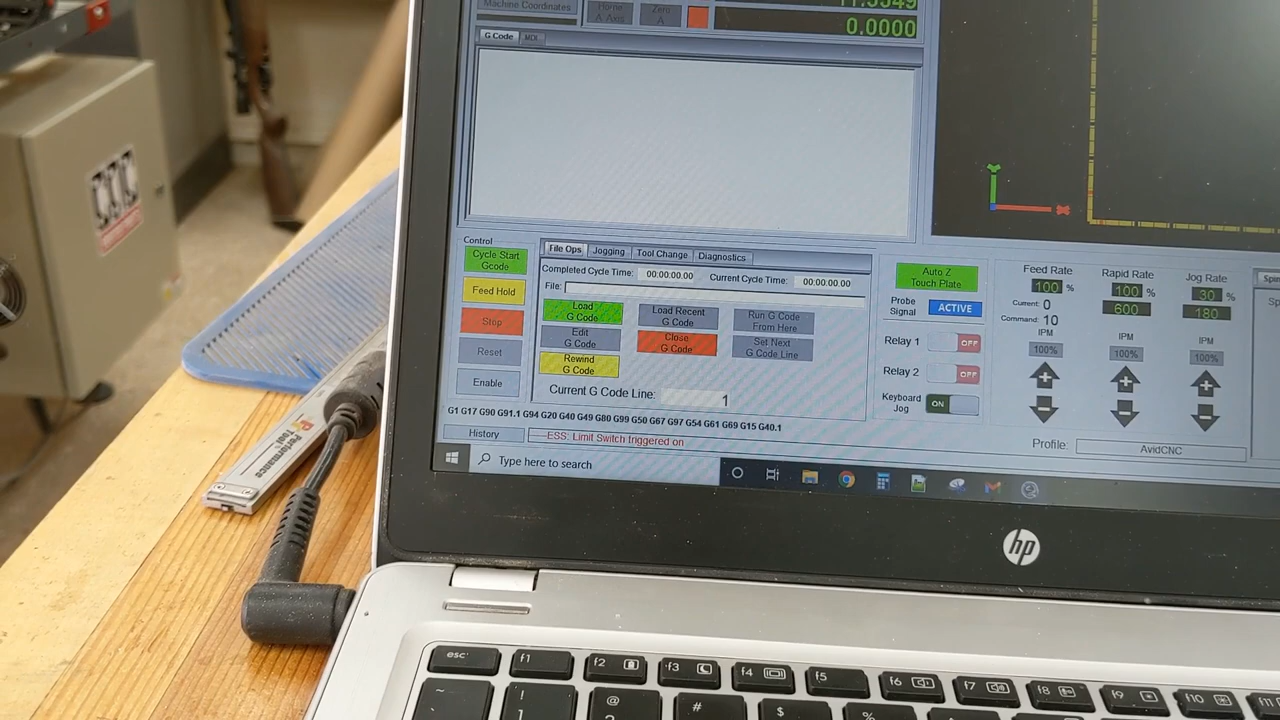 Machine Coordinates
Home
A Axis
Zero
A
11.5549
0.0000
G Code
MDI
Control
Cycle Start
Gcode
Feed Hold
Stop
Reset
Enable
File Ops
Jogging
Tool Change
Diagnostics
Completed Cycle Time:
00:00:00.00
Current Cycle Time:
00:00:00.00
File:
Load
G Code
Load Recent
G Code
Run G Code
From Here
Edit
G Code
Close
G Code
Set Next
G Code Line
Rewind
G Code
Current G Code Line:
1
Auto Z
Touch Plate
Probe
Signal
ACTIVE
Relay 1
OFF
Relay 2
OFF
Keyboard
Jog
ON
Feed Rate
100 %
Current: 0
Command: 10
IPM
100%
Rapid Rate
100 %
600
IPM
100%
Jog Rate
30 %
180
IPM
100%
G1 G17 G90 G91.1 G94 G20 G40 G49 G80 G99 G50 G67 G97 G54 G61 G69 G15 G40.1
History
---ESS: Limit Switch triggered on
Profile:
AvidCNC
Type here to search
hp
Performance
Tool
esc
f1
f2
f3
f4
f5
f6
f7
f8
f9
f10
f11
~
!
1
@
#
$
%